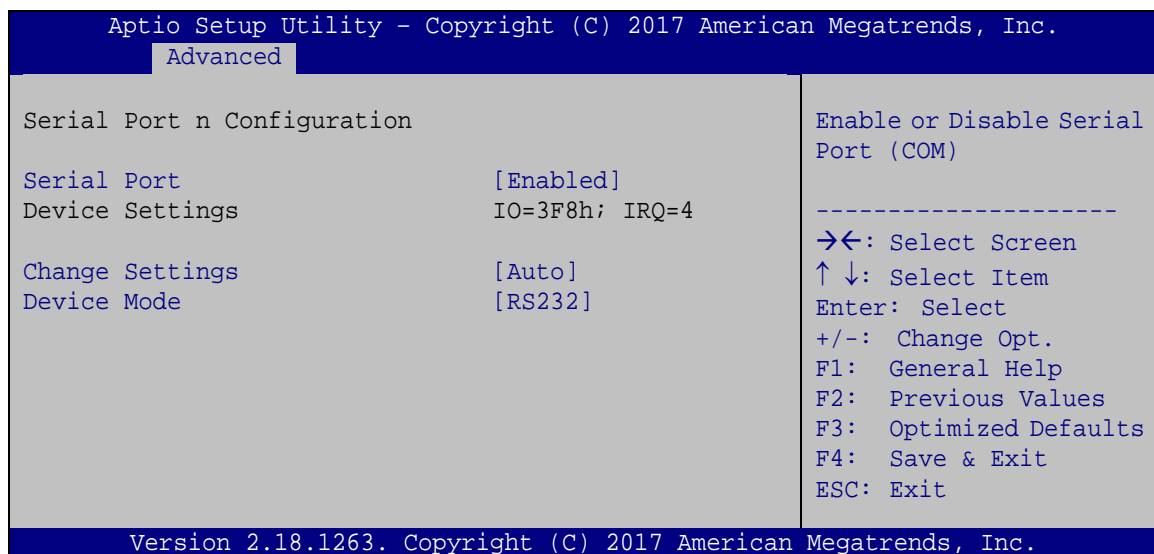 Aptio Setup Utility – Copyright (C) 2017 American Megatrends, Inc.
Advanced
Serial Port n Configuration
Serial Port [Enabled]
Device Settings IO=3F8h; IRQ=4
Change Settings [Auto]
Device Mode [RS232]
Enable or Disable Serial
Port (COM)
---------------------
→←: Select Screen
↑ ↓: Select Item
Enter: Select
+/-: Change Opt.
F1: General Help
F2: Previous Values
F3: Optimized Defaults
F4: Save & Exit
ESC: Exit
Version 2.18.1263. Copyright (C) 2017 American Megatrends, Inc.